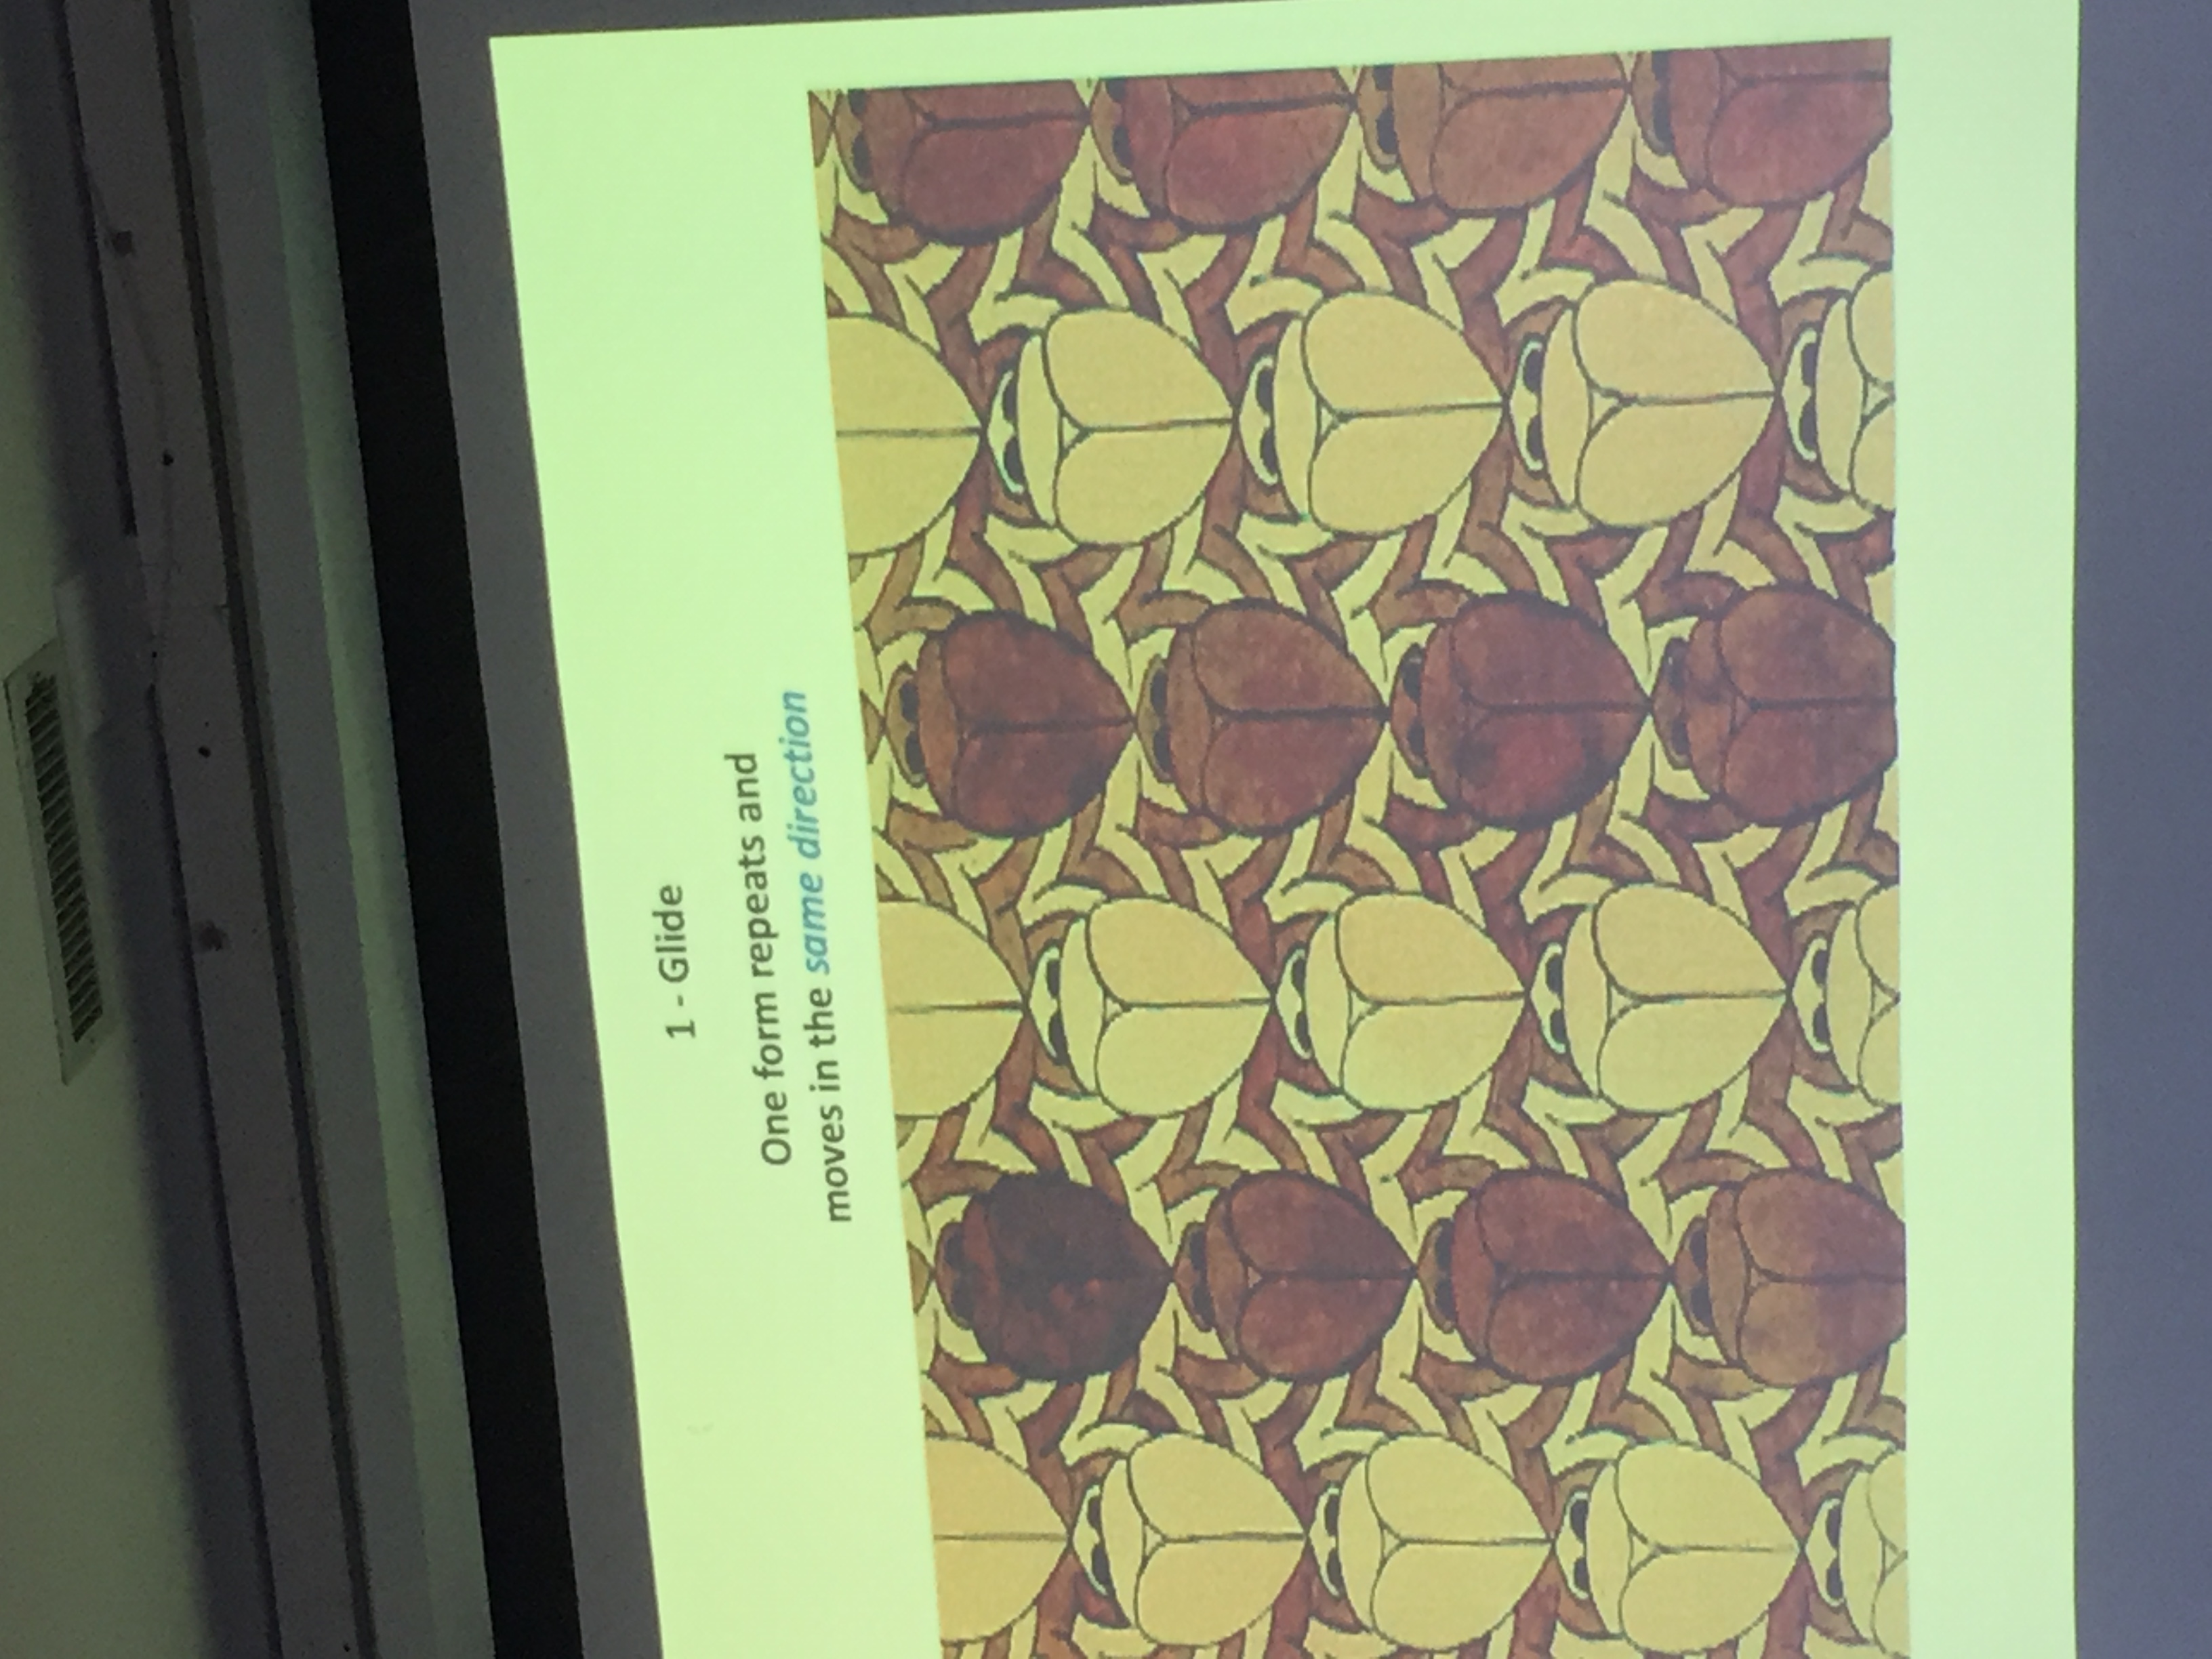 1 - Glide
One form repeats and
moves in the same direction